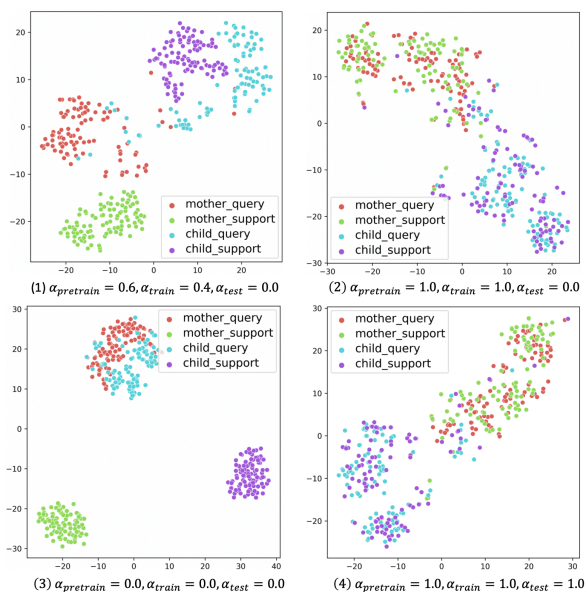 20
10
0
−10
−20
−20
0
10
20
mother_query
mother_support
child_query
child_support
(1) αpretrain = 0.6, αtrain = 0.4, αtest = 0.0
20
10
0
−10
−20
−30
−30
−20
−10
0
10
20
mother_query
mother_support
child_query
child_support
(2) αpretrain = 1.0, αtrain = 1.0, αtest = 0.0
30
20
10
0
−10
−20
−30
−20
0
10
20
30
40
mother_query
mother_support
child_query
child_support
(3) αpretrain = 0.0, αtrain = 0.0, αtest = 0.0
30
20
10
0
−10
−20
−20
−10
0
10
20
30
mother_query
mother_support
child_query
child_support
(4) αpretrain = 1.0, αtrain = 1.0, αtest = 1.0